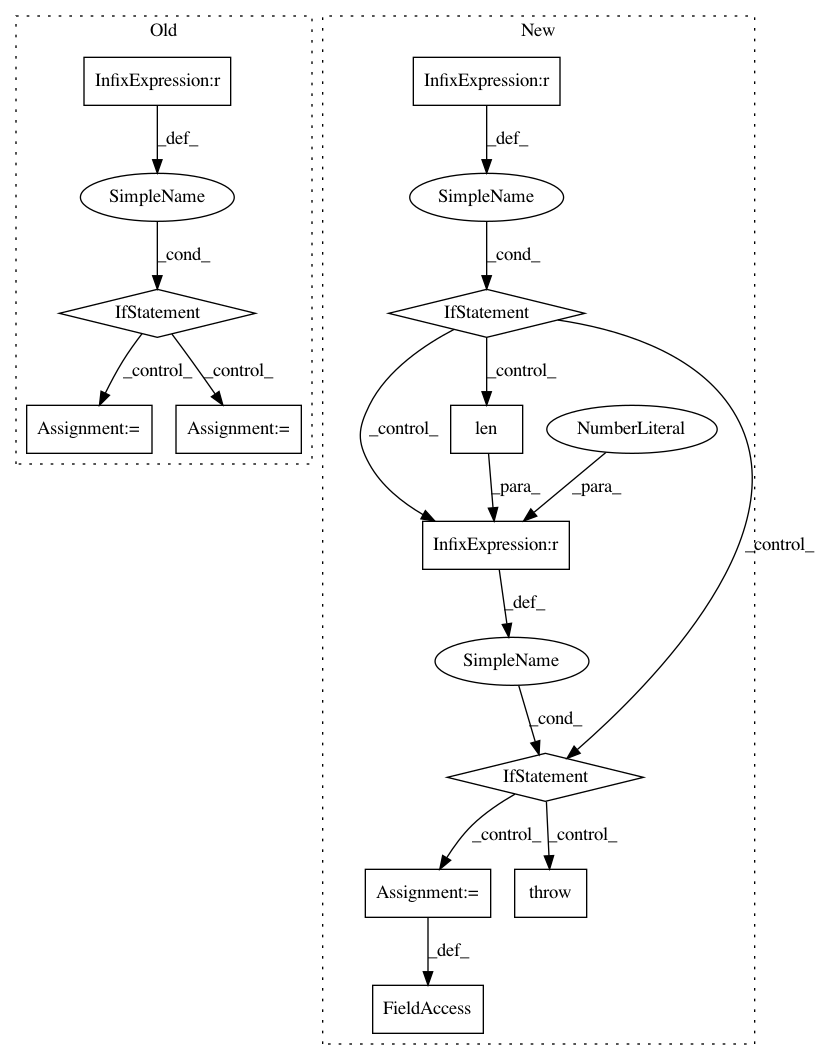 Old
New
InfixExpression:r
InfixExpression:r
_def_
_def_
SimpleName
SimpleName
_cond_
_cond_
IfStatement
IfStatement
_control_
_control_
_control_
Assignment:=
Assignment:=
_control_
len
NumberLiteral
_para_
_para_
InfixExpression:r
_control_
_def_
SimpleName
_cond_
IfStatement
_control_
_control_
Assignment:=
throw
_def_
FieldAccess